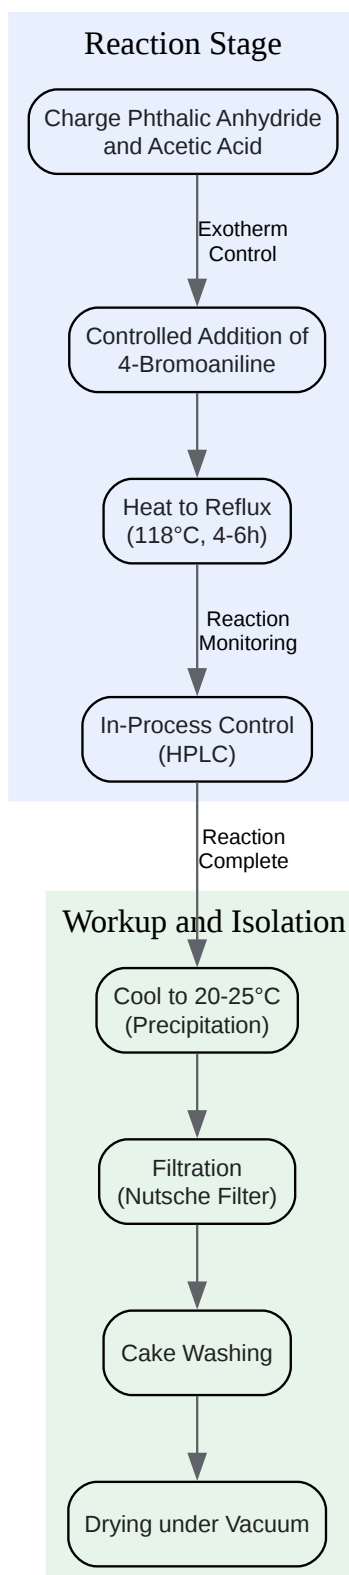 Reaction Stage
Charge Phthalic Anhydride
and Acetic Acid
Exotherm
Control
Controlled Addition of
4-Bromoaniline
Heat to Reflux
(118°C, 4-6h)
Reaction
Monitoring
In-Process Control
(HPLC)
Reaction
Complete
Workup and Isolation
Cool to 20-25°C
(Precipitation)
Filtration
(Nutsche Filter)
Cake Washing
Drying under Vacuum